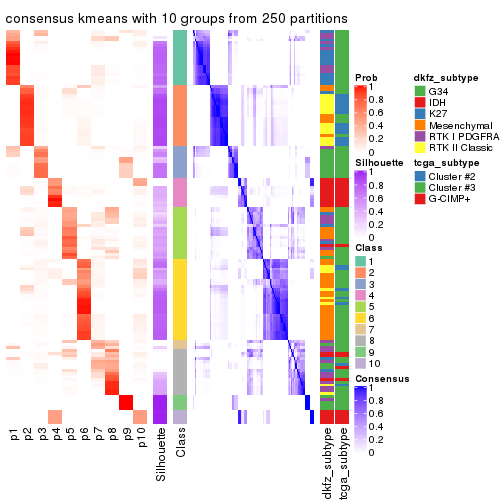 consensus kmeans with 10 groups from 250 partitions
p1
p2
p3
p4
p5
p6
p7
p8
p9
p10
Silhouette
Class
dkfz_subtype
tcga_subtype
Prob
1
0.8
0.6
0.4
0.2
0
Silhouette
1
0.8
0.6
0.4
0.2
0
Class
1
2
3
4
5
6
7
8
9
10
Consensus
1
0.8
0.6
0.4
0.2
0
dkfz_subtype
G34
IDH
K27
Mesenchymal
RTK I PDGFRA
RTK II Classic
tcga_subtype
Cluster #2
Cluster #3
G-CIMP+